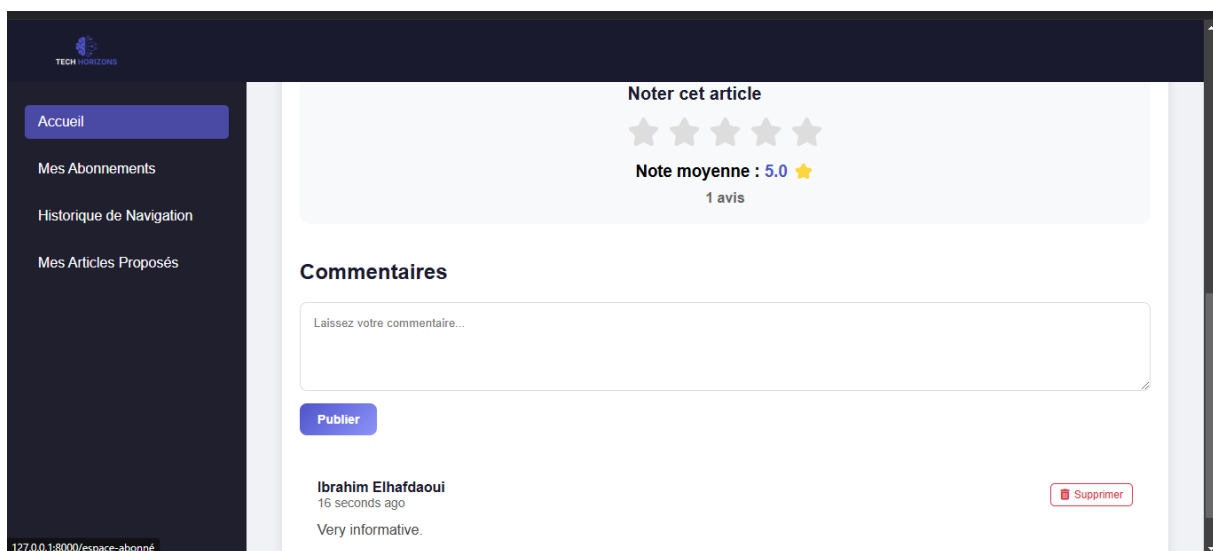 TECH HORIZONS
Accueil
Mes Abonnements
Historique de Navigation
Mes Articles Proposés
Noter cet article
Note moyenne : 5.0
1 avis
Commentaires
Laissez votre commentaire...
Publier
Ibrahim Elhafdaoui
16 seconds ago
Supprimer
Very informative.
127.0.0.1:8000/espace-abonné